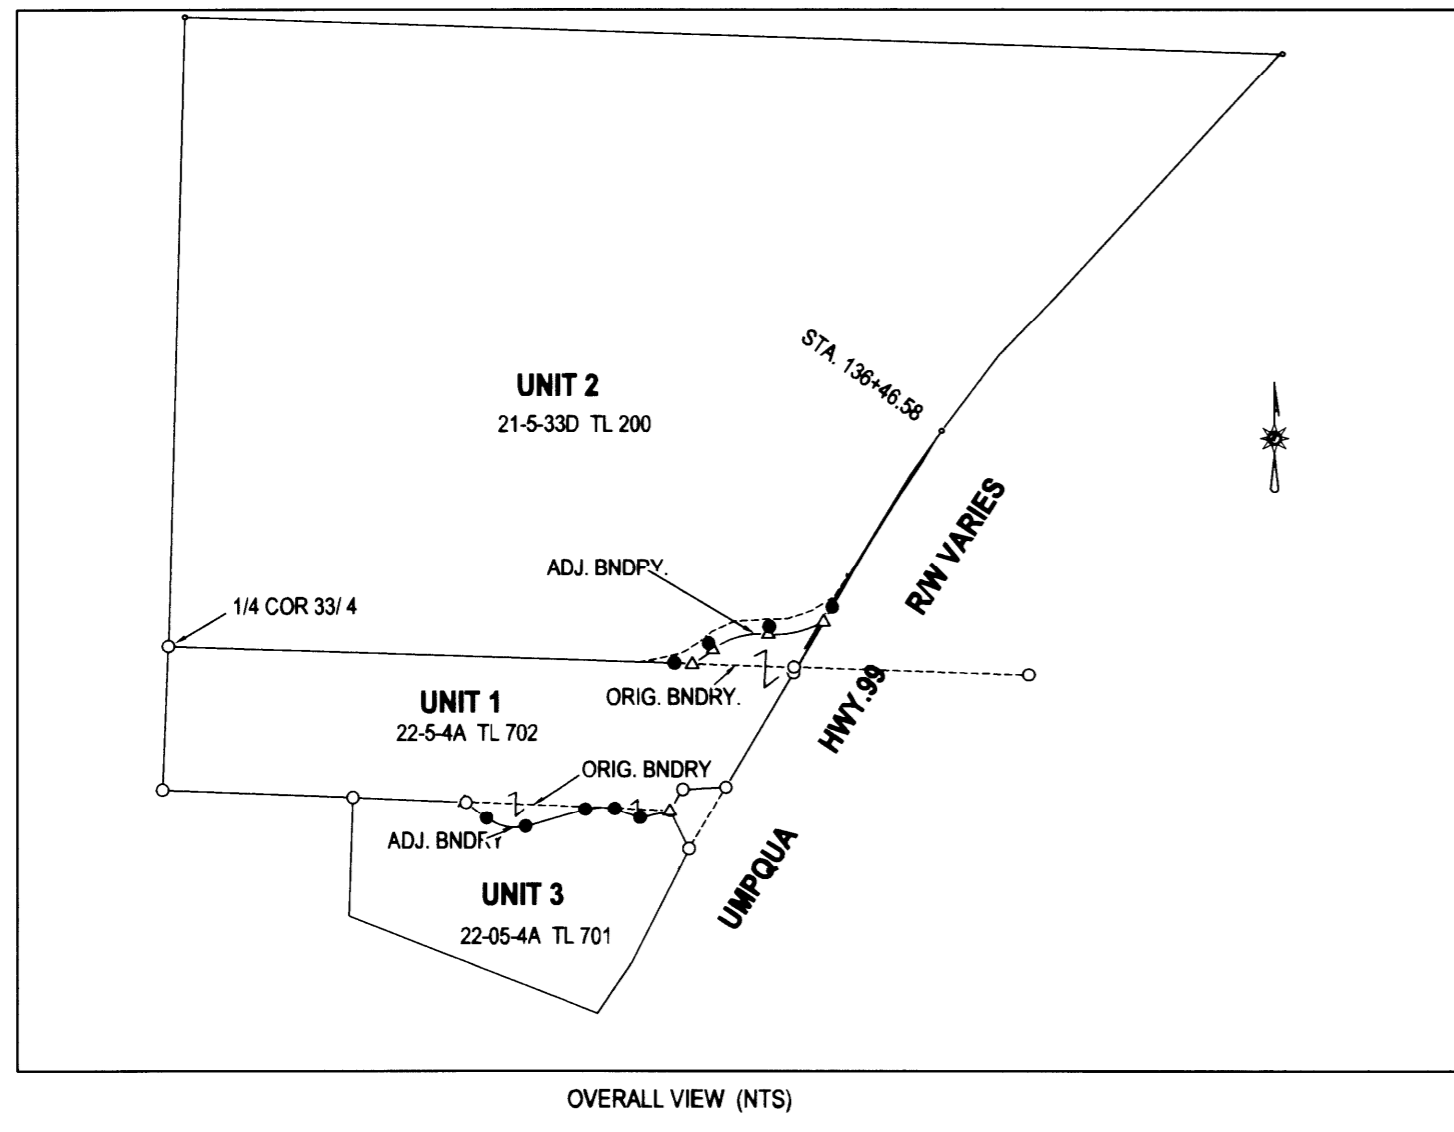 STA. 136+46.58
UNIT 2
21-5-33D TL 200
R/W VARIES
ADJ. BNDRY.
1/4 COR 33/ 4
ORIG. BNDRY.
UNIT 1
22-5-4A TL 702
HWY.99
ORIG. BNDRY
ADJ. BNDRY
UMPQUA
UNIT 3
22-05-4A TL 701
OVERALL VIEW (NTS)